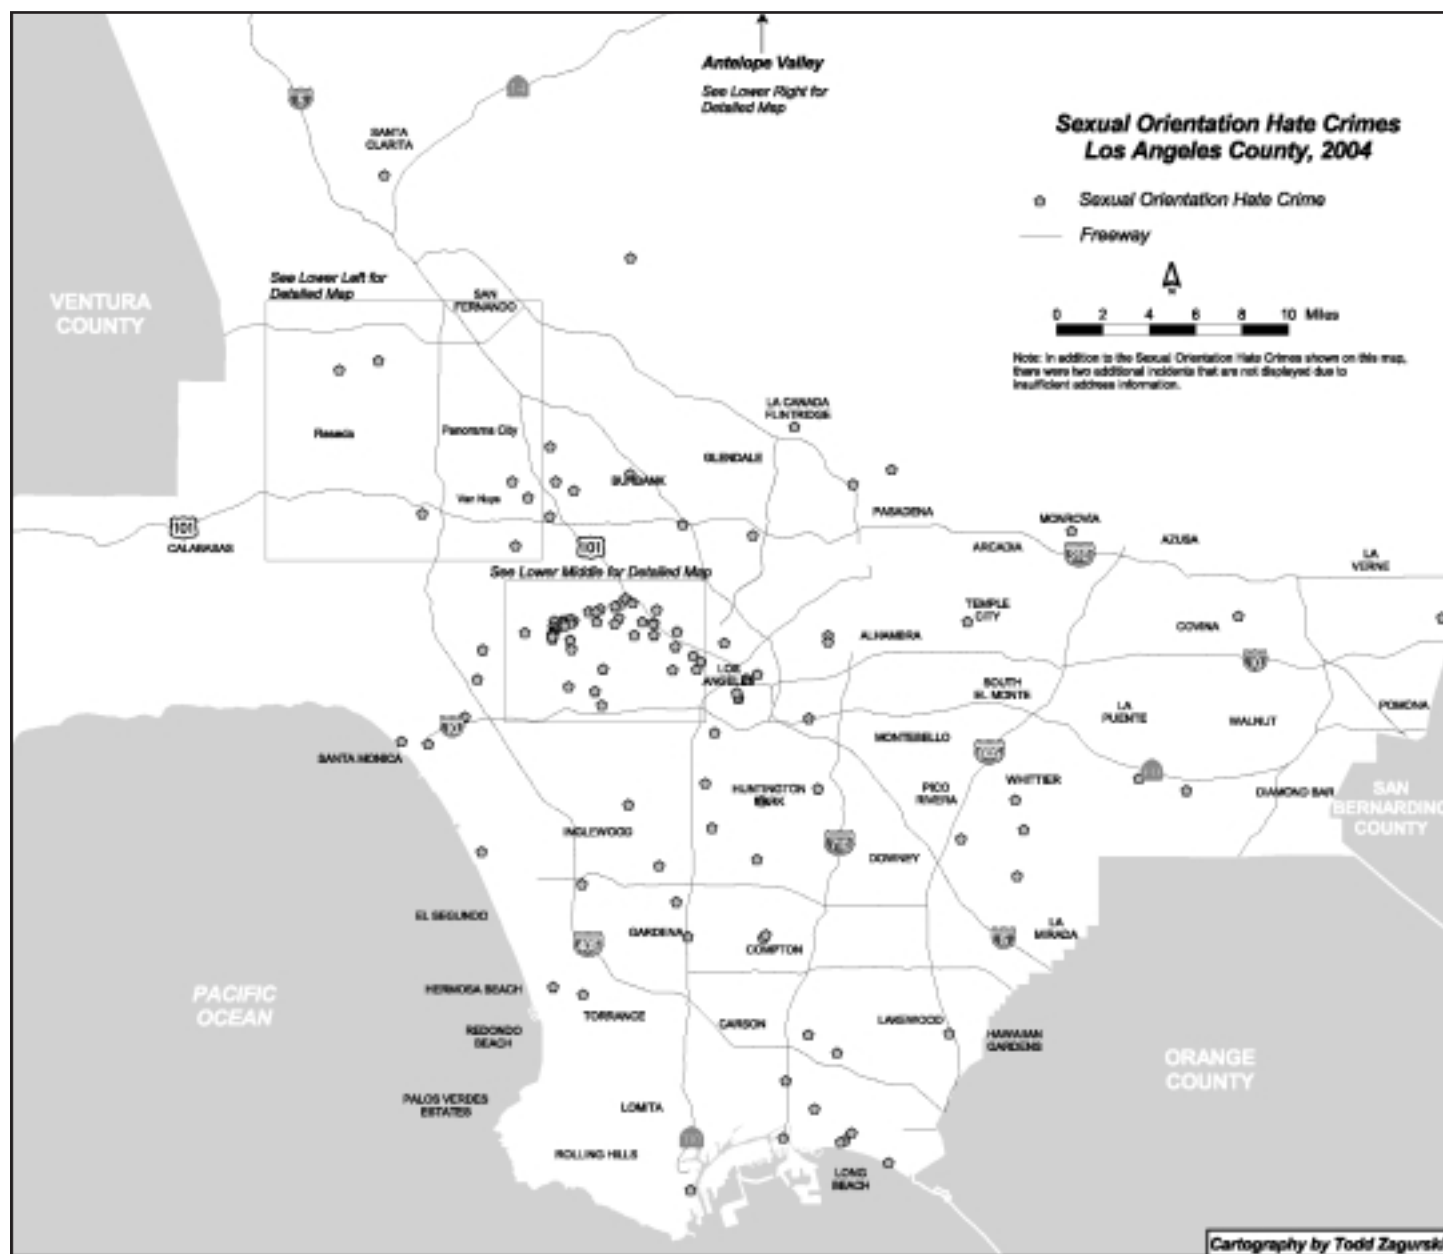 Antelope Valley
See Lower Right for
Detailed Map
Sexual Orientation Hate Crimes
Los Angeles County, 2004
Sexual Orientation Hate Crime
Freeway
N
0 2 4 6 8 10 Miles
Note: In addition to the Sexual Orientation Hate Crimes shown on this map,
there were two additional incidents that are not displayed due to
insufficient address information.
SANTA
CLARITA
See Lower Left for
Detailed Map
SAN
FERNANDO
VENTURA
COUNTY
LA CANADA
FLINTRIDGE
Reseda
Panorama City
GLENDALE
BURBANK
Van Nuys
PASADENA
MONROVIA
101
CALABASAS
101
ARCADIA
AZUSA
LA
VERNE
See Lower Middle for Detailed Map
TEMPLE
CITY
COVINA
ALHAMBRA
LOS
ANGELES
SOUTH
EL MONTE
LA
PUENTE
WALNUT
POMONA
SANTA MONICA
MONTEBELLO
HUNTINGTON
PARK
PICO
RIVERA
WHITTIER
DIAMOND BAR
SAN
BERNARDINO
COUNTY
INGLEWOOD
DOWNEY
EL SEGUNDO
GARDENA
COMPTON
LA
MIRADA
PACIFIC
OCEAN
HERMOSA BEACH
TORRANCE
CARSON
LAKEWOOD
HAWAIIAN
GARDENS
REDONDO
BEACH
ORANGE
COUNTY
PALOS VERDES
ESTATES
LOMITA
ROLLING HILLS
LONG
BEACH
Cartography by Todd Zagurski